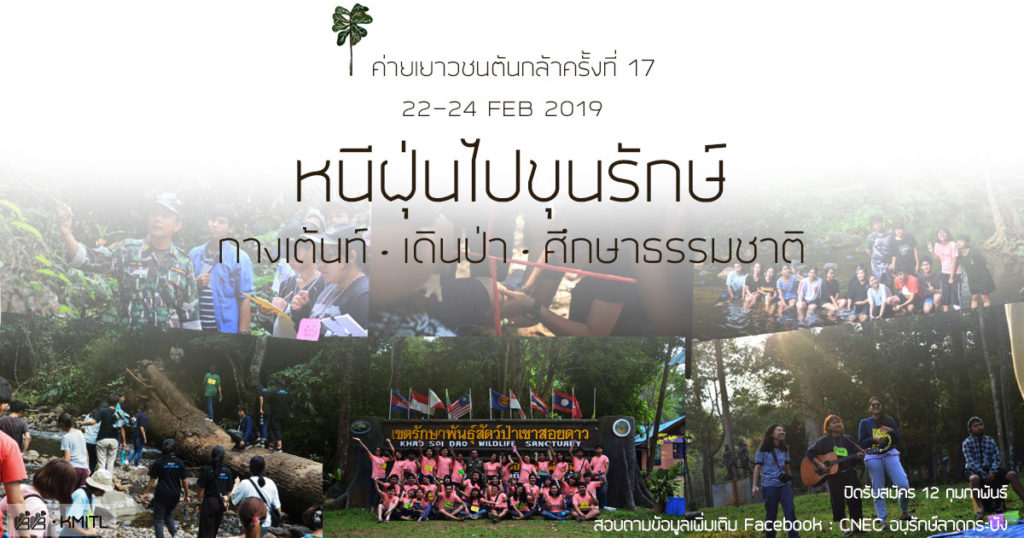 ค่ายเยาวชนต้นกล้าครั้งที่ 17
22-24 FEB 2019
หนีฝุ่นไปขุนรักษ์
กางเต้นท์ · เดินป่า · ศึกษาธรรมชาติ
เขตรักษาพันธุ์สัตว์ป่าเขาสอยดาว
KHAO SOI DAO WILDLIFE SANCTUARY
ปิดรับสมัคร 12 กุมภาพันธ์
· KMITL
สอบถามข้อมูลเพิ่มเติม Facebook : CNEC อนุรักษ์ลาดกระบัง